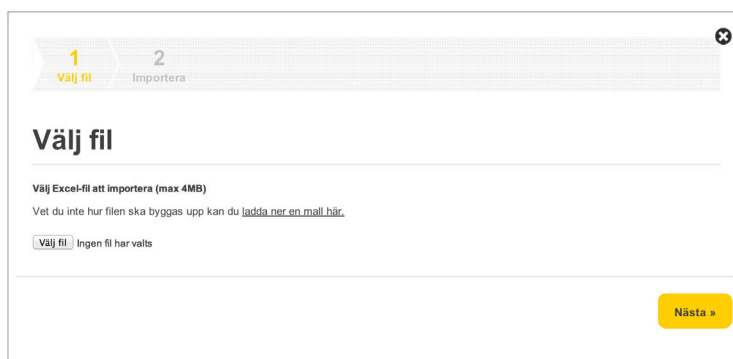 1
Välj fil
2
Importera
Välj fil
Välj Excel-fil att importera (max 4MB)
Vet du inte hur filen ska byggas upp kan du ladda ner en mall här.
Välj fil Ingen fil har valts
Nästa »